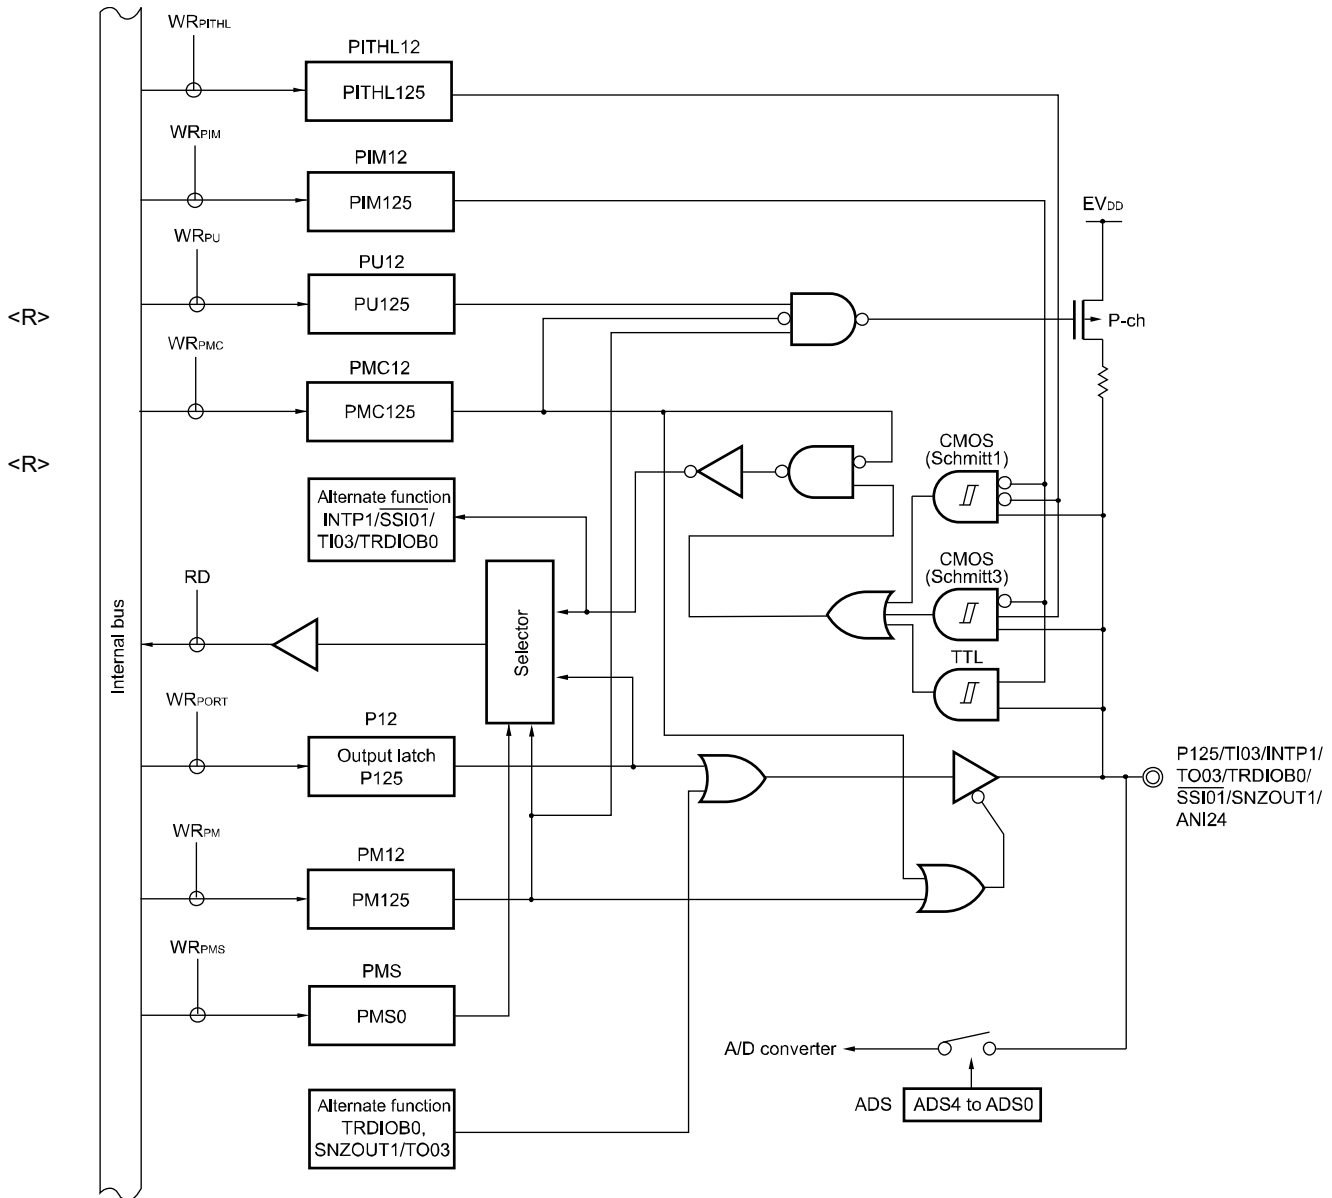 WRPITHL
PITHL12
PITHL125
WRPIM
PIM12
PIM125
EVDD
WRPU
PU12
PU125
<R>
P-ch
WRPMC
PMC12
PMC125
<R>
CMOS
(Schmitt1)
Alternate function
INTP1/SSI01/
TI03/TRDIOB0
CMOS
(Schmitt3)
RD
Internal bus
Selector
TTL
WRPORT
P12
Output latch
P125
P125/TI03/INTP1/
TO03/TRDIOB0/
SSI01/SNZOUT1/
ANI24
WRPM
PM12
PM125
WRPMS
PMS
PMS0
A/D converter
ADS
ADS4 to ADS0
Alternate function
TRDIOB0,
SNZOUT1/TO03